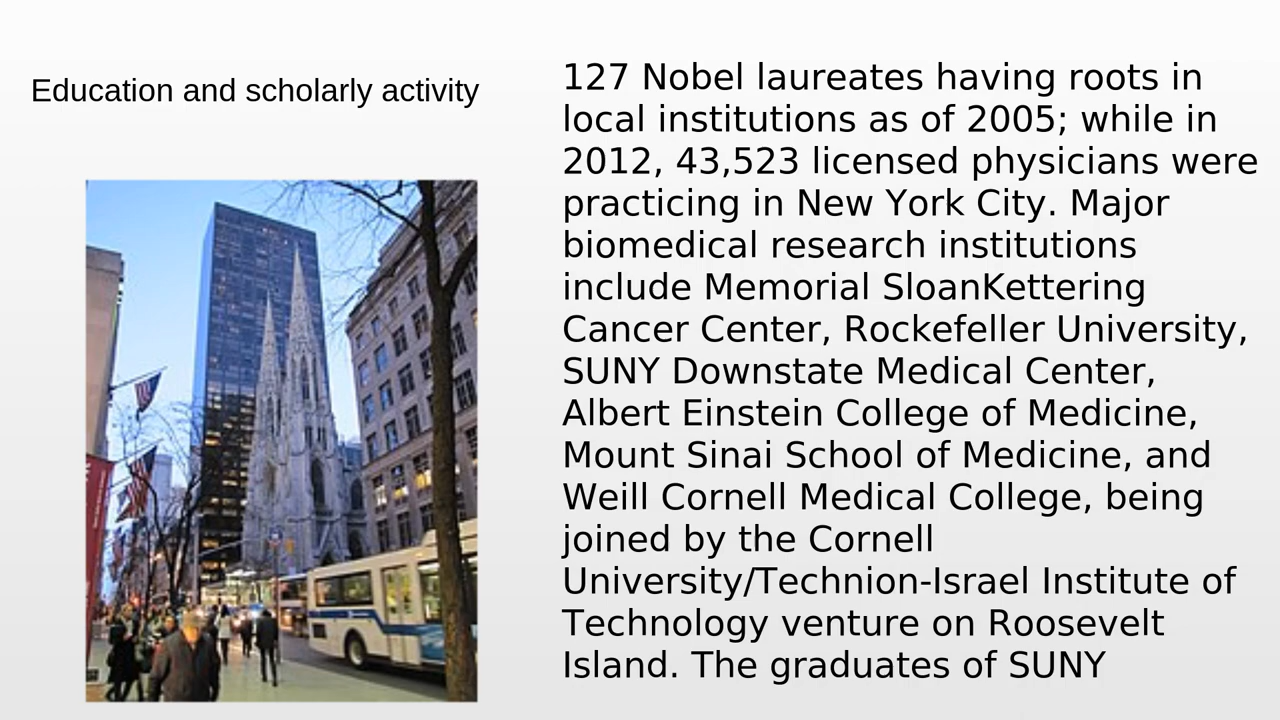 Education and scholarly activity
127 Nobel laureates having roots in
local institutions as of 2005; while in
2012, 43,523 licensed physicians were
practicing in New York City. Major
biomedical research institutions
include Memorial SloanKettering
Cancer Center, Rockefeller University,
SUNY Downstate Medical Center,
Albert Einstein College of Medicine,
Mount Sinai School of Medicine, and
Weill Cornell Medical College, being
joined by the Cornell
University/Technion-Israel Institute of
Technology venture on Roosevelt
Island. The graduates of SUNY